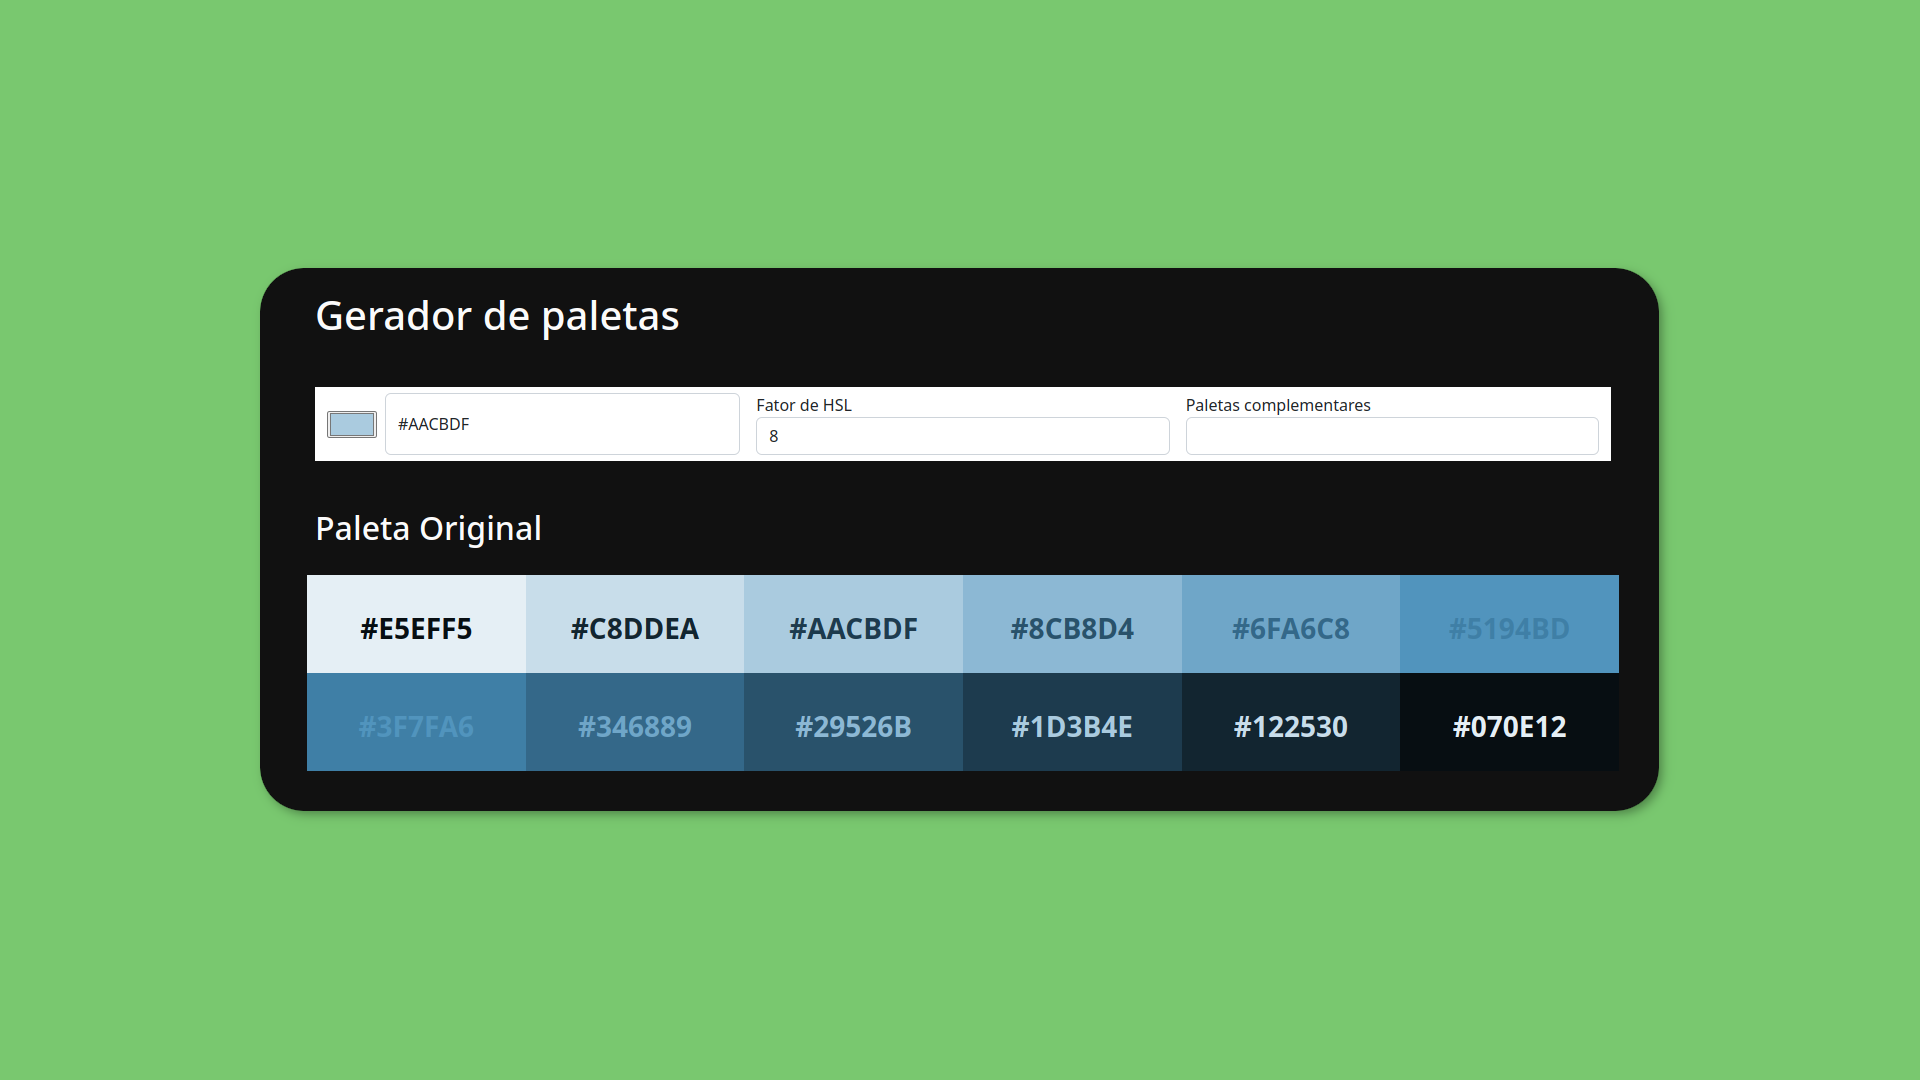 Gerador de paletas
#AACBDF
Fator de HSL
8
Paletas complementares
Paleta Original
#E5EFF5 #C8DDEA #AACBDF #8CB8D4 #6FA6C8 #5194BD
#3F7FA6 #346889 #29526B #1D3B4E #122530 #070E12